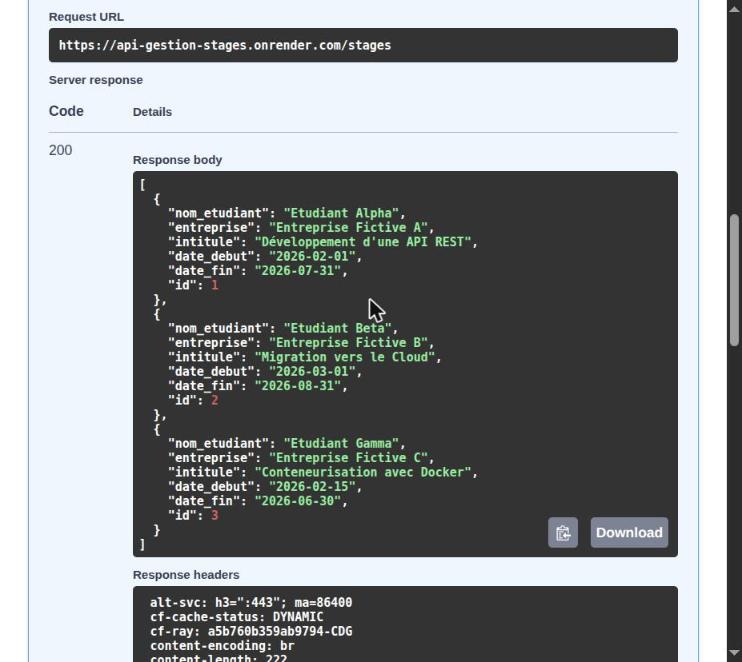 Request URL
https://api-gestion-stages.onrender.com/stages
Server response
Code Details
200
Response body
[
{
"nom_etudiant": "Etudiant Alpha",
"entreprise": "Entreprise Fictive A",
"intitule": "Développement d'une API REST",
"date_debut": "2026-02-01",
"date_fin": "2026-07-31",
"id": 1
},
{
"nom_etudiant": "Etudiant Beta",
"entreprise": "Entreprise Fictive B",
"intitule": "Migration vers le Cloud",
"date_debut": "2026-03-01",
"date_fin": "2026-08-31",
"id": 2
},
{
"nom_etudiant": "Etudiant Gamma",
"entreprise": "Entreprise Fictive C",
"intitule": "Conteneurisation avec Docker",
"date_debut": "2026-02-15",
"date_fin": "2026-06-30",
"id": 3
}
]
Download
Response headers
alt-svc: h3=":443"; ma=86400
cf-cache-status: DYNAMIC
cf-ray: a5b760b359ab9794-CDG
content-encoding: br
content-length: 222